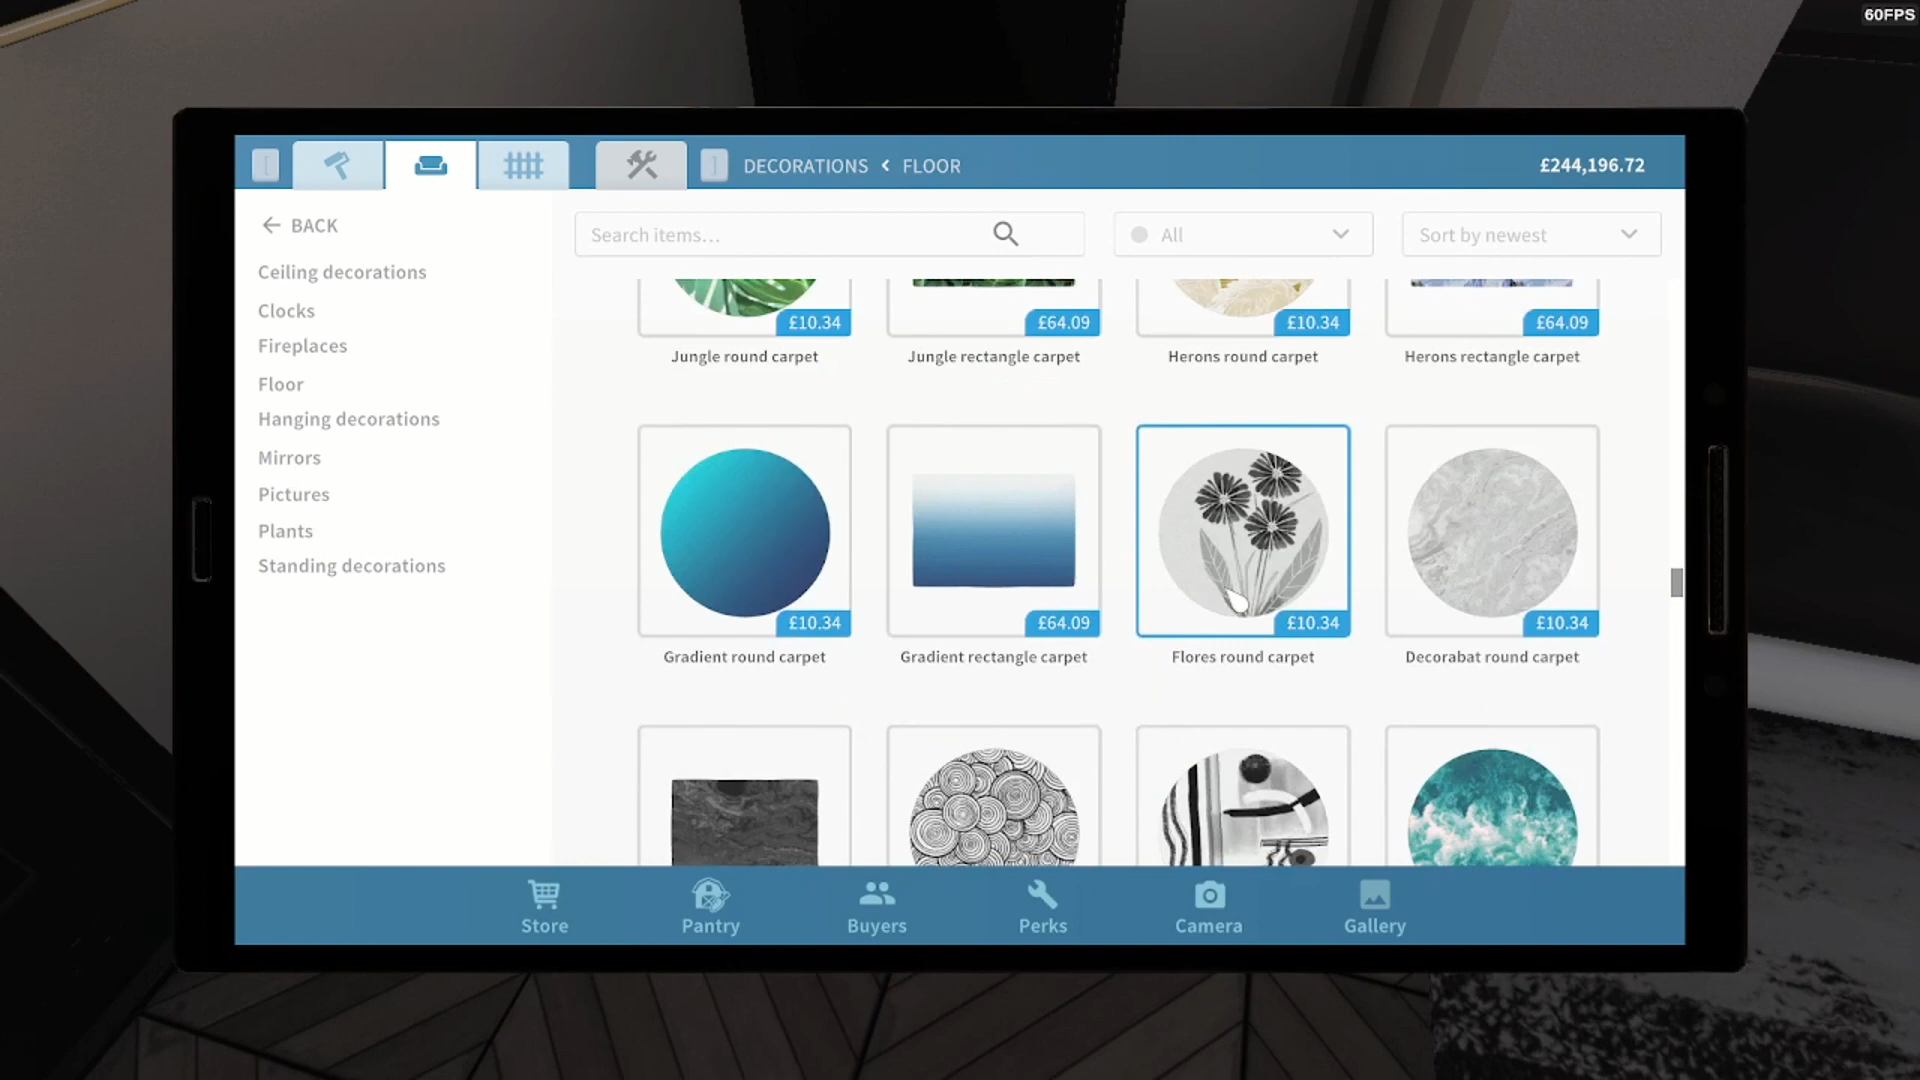 60FPS
DECORATIONS < FLOOR
£244,196.72
BACK
Search items...
All
Sort by newest
Ceiling decorations
Clocks
Fireplaces
Floor
Hanging decorations
Mirrors
Pictures
Plants
Standing decorations
£10.34
£64.09
£10.34
£64.09
Jungle round carpet
Jungle rectangle carpet
Herons round carpet
Herons rectangle carpet
£10.34
£64.09
£10.34
£10.34
Gradient round carpet
Gradient rectangle carpet
Flores round carpet
Decorabat round carpet
Store
Pantry
Buyers
Perks
Camera
Gallery